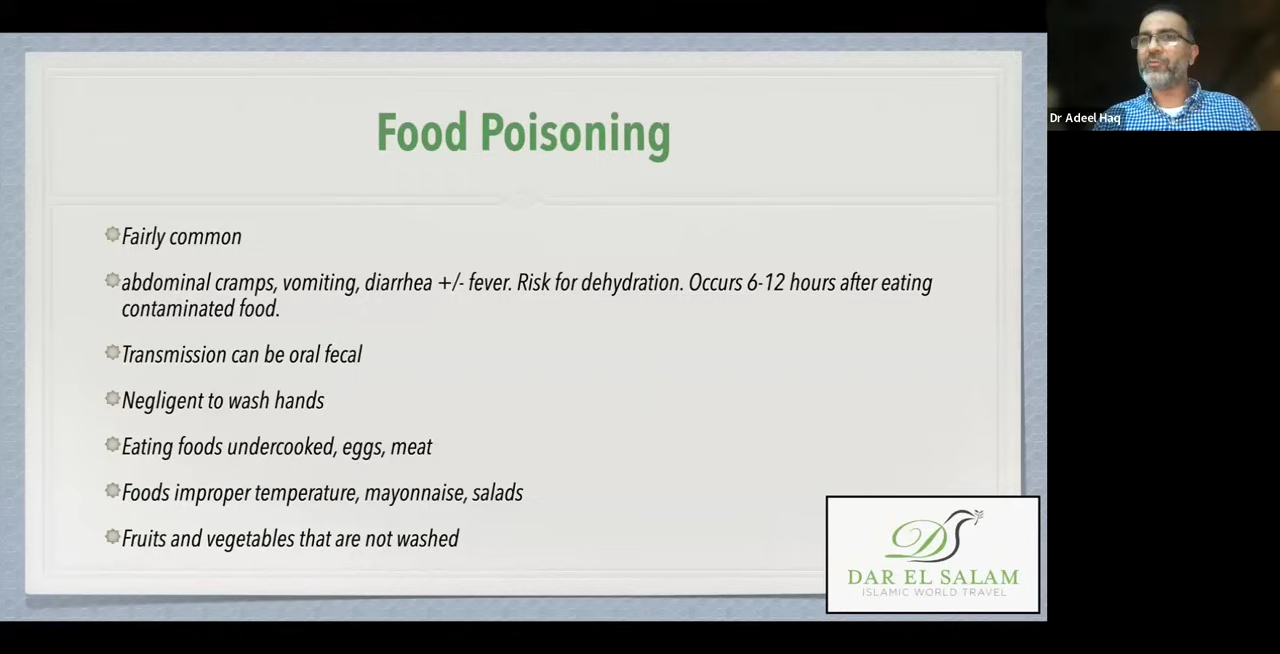 Food Poisoning
Fairly common
abdominal cramps, vomiting, diarrhea +/- fever. Risk for dehydration. Occurs 6-12 hours after eating
contaminated food.
Transmission can be oral fecal
Negligent to wash hands
Eating foods undercooked, eggs, meat
Foods improper temperature, mayonnaise, salads
Fruits and vegetables that are not washed
Dr Adeel Haq
DS
DAR EL SALAM
ISLAMIC WORLD TRAVEL